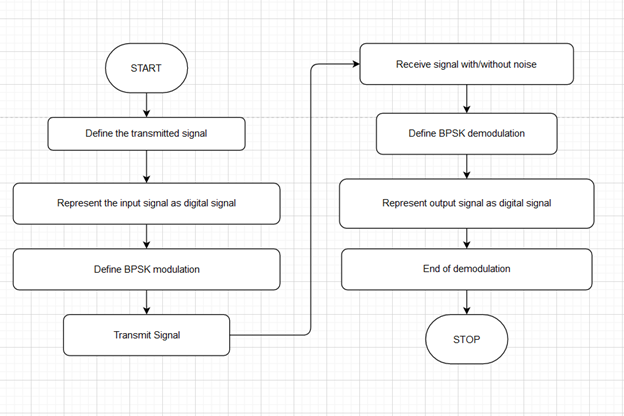 START
Define the transmitted signal
Represent the input signal as digital signal
Define BPSK modulation
Transmit Signal
Receive signal with/without noise
Define BPSK demodulation
Represent output signal as digital signal
End of demodulation
STOP